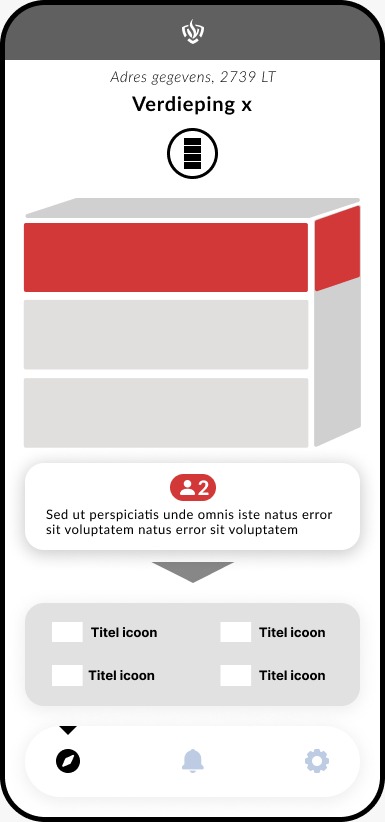 Adres gegevens, 2739 LT
Verdieping x
2
Sed ut perspiciatis unde omnis iste natus error
sit voluptatem natus error sit voluptatem
Titel icoon Titel icoon
Titel icoon Titel icoon